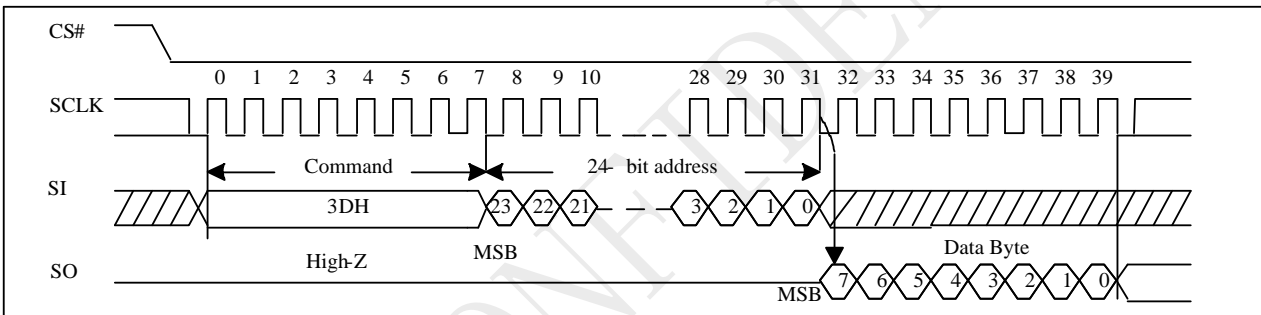 CS#
0 1 2 3 4 5 6 7 8 9 10 28 29 30 31 32 33 34 35 36 37 38 39
SCLK
Command 24- bit address
SI
3DH 23 22 21 3 2 1 0
High-Z MSB Data Byte
SO
MSB 7 6 5 4 3 2 1 0